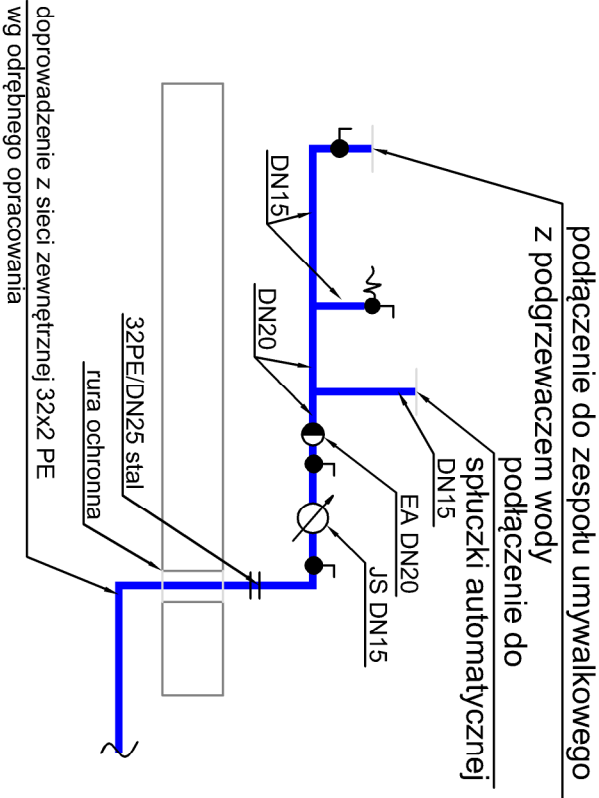 podłączenie do zespołu umywalkowego
z podgrzewaczem wody
podłączenie do
spłuczki automatycznej
DN15
EA DN20
JS DN15
DN15
DN20
32PE/DN25 stal
rura ochronna
doprowadzenie z sieci zewnętrznej 32x2 PE
wg odrębnego opracowania